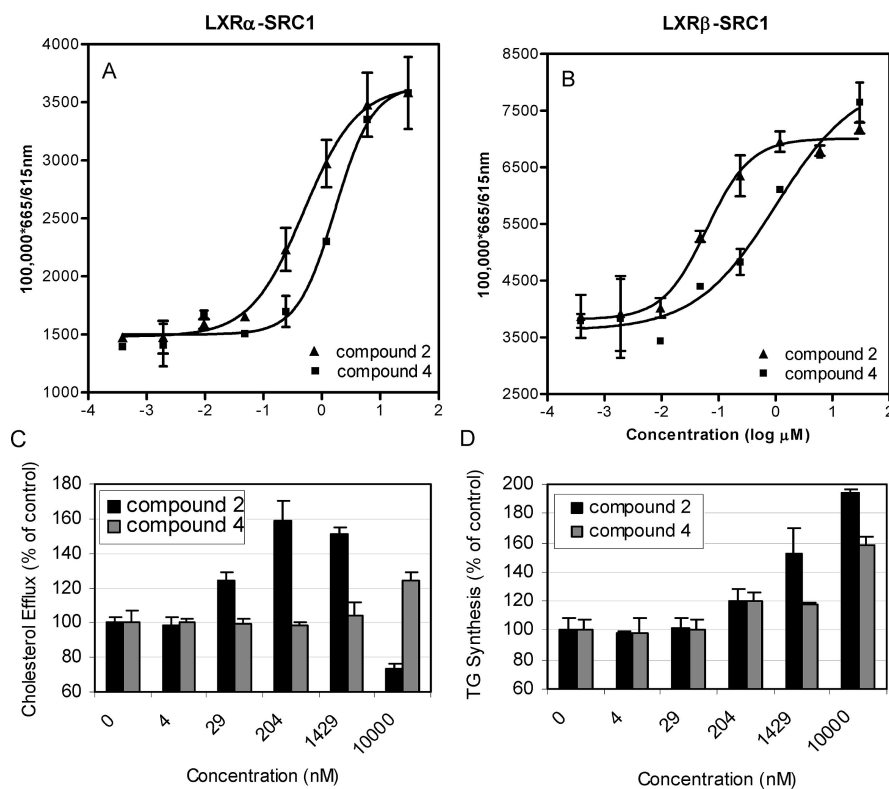 LXRα-SRC1
LXRβ-SRC1
A
100,000*665/615nm
4000
3500
3000
2500
2000
1500
1000
-4 -3 -2 -1 0 1 2
compound 2
compound 4
B
100,000*665/615nm
8500
7500
6500
5500
4500
3500
2500
-4 -3 -2 -1 0 1 2
Concentration (log μM)
compound 2
compound 4
C
Cholesterol Efflux (% of control)
180
160
140
120
100
80
60
compound 2
compound 4
0 4 29 204 1429 10000
Concentration (nM)
D
TG Synthesis (% of control)
200
180
160
140
120
100
80
60
compound 2
compound 4
0 4 29 204 1429 10000
Concentration (nM)